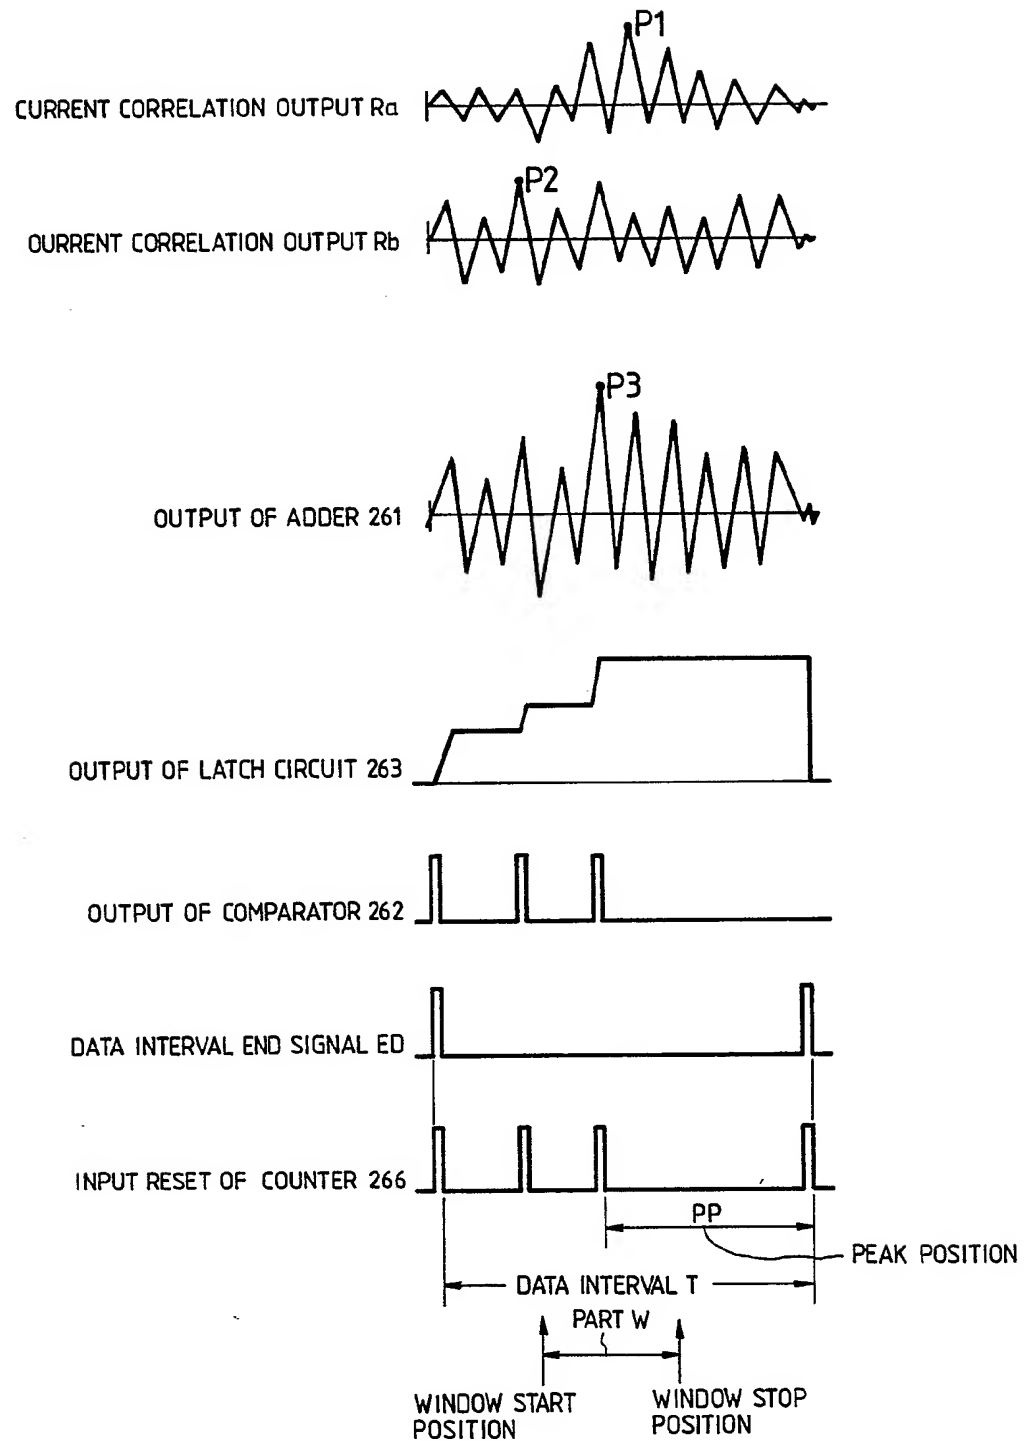 P1
CURRENT CORRELATION OUTPUT Ra
P2
OURRENT CORRELATION OUTPUT Rb
P3
OUTPUT OF ADDER 261
OUTPUT OF LATCH CIRCUIT 263
OUTPUT OF COMPARATOR 262
DATA INTERVAL END SIGNAL ED
INPUT RESET OF COUNTER 266
PP
PEAK POSITION
DATA INTERVAL T
PART W
WINDOW START
POSITION
WINDOW STOP
POSITION